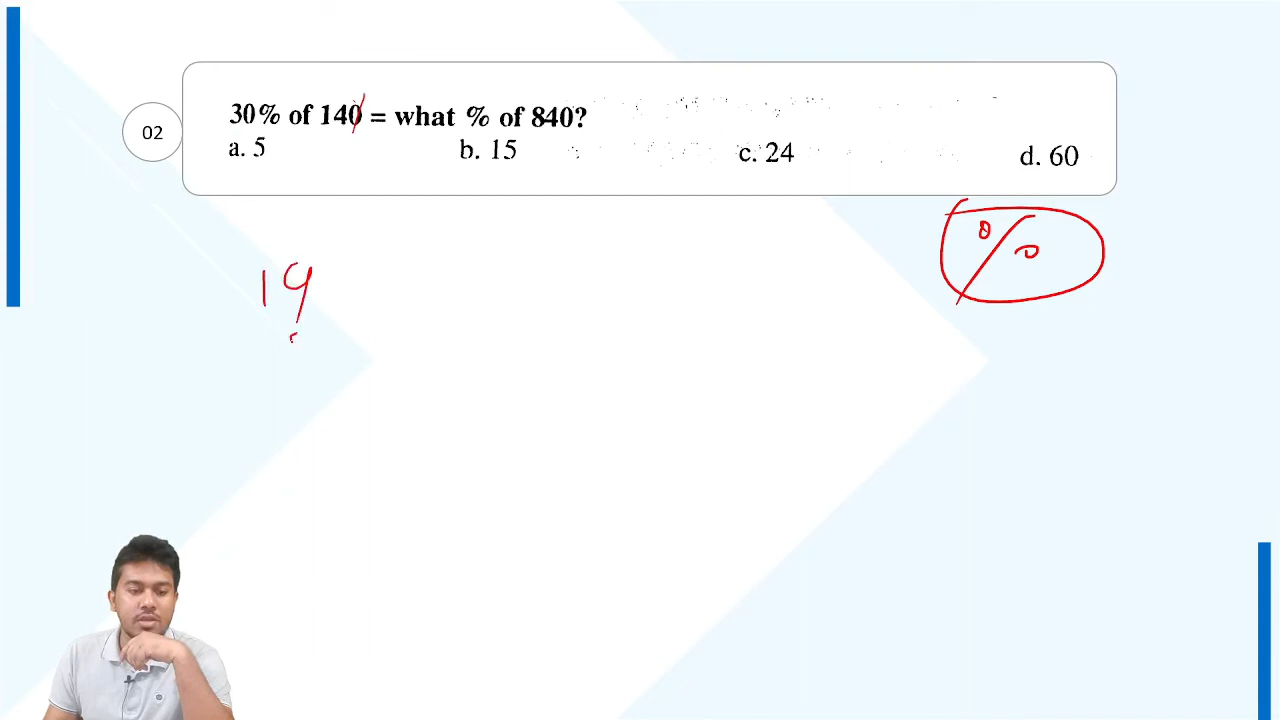 02
30% of 140 = what % of 840?
a. 5 b. 15 c. 24 d. 60
%
14